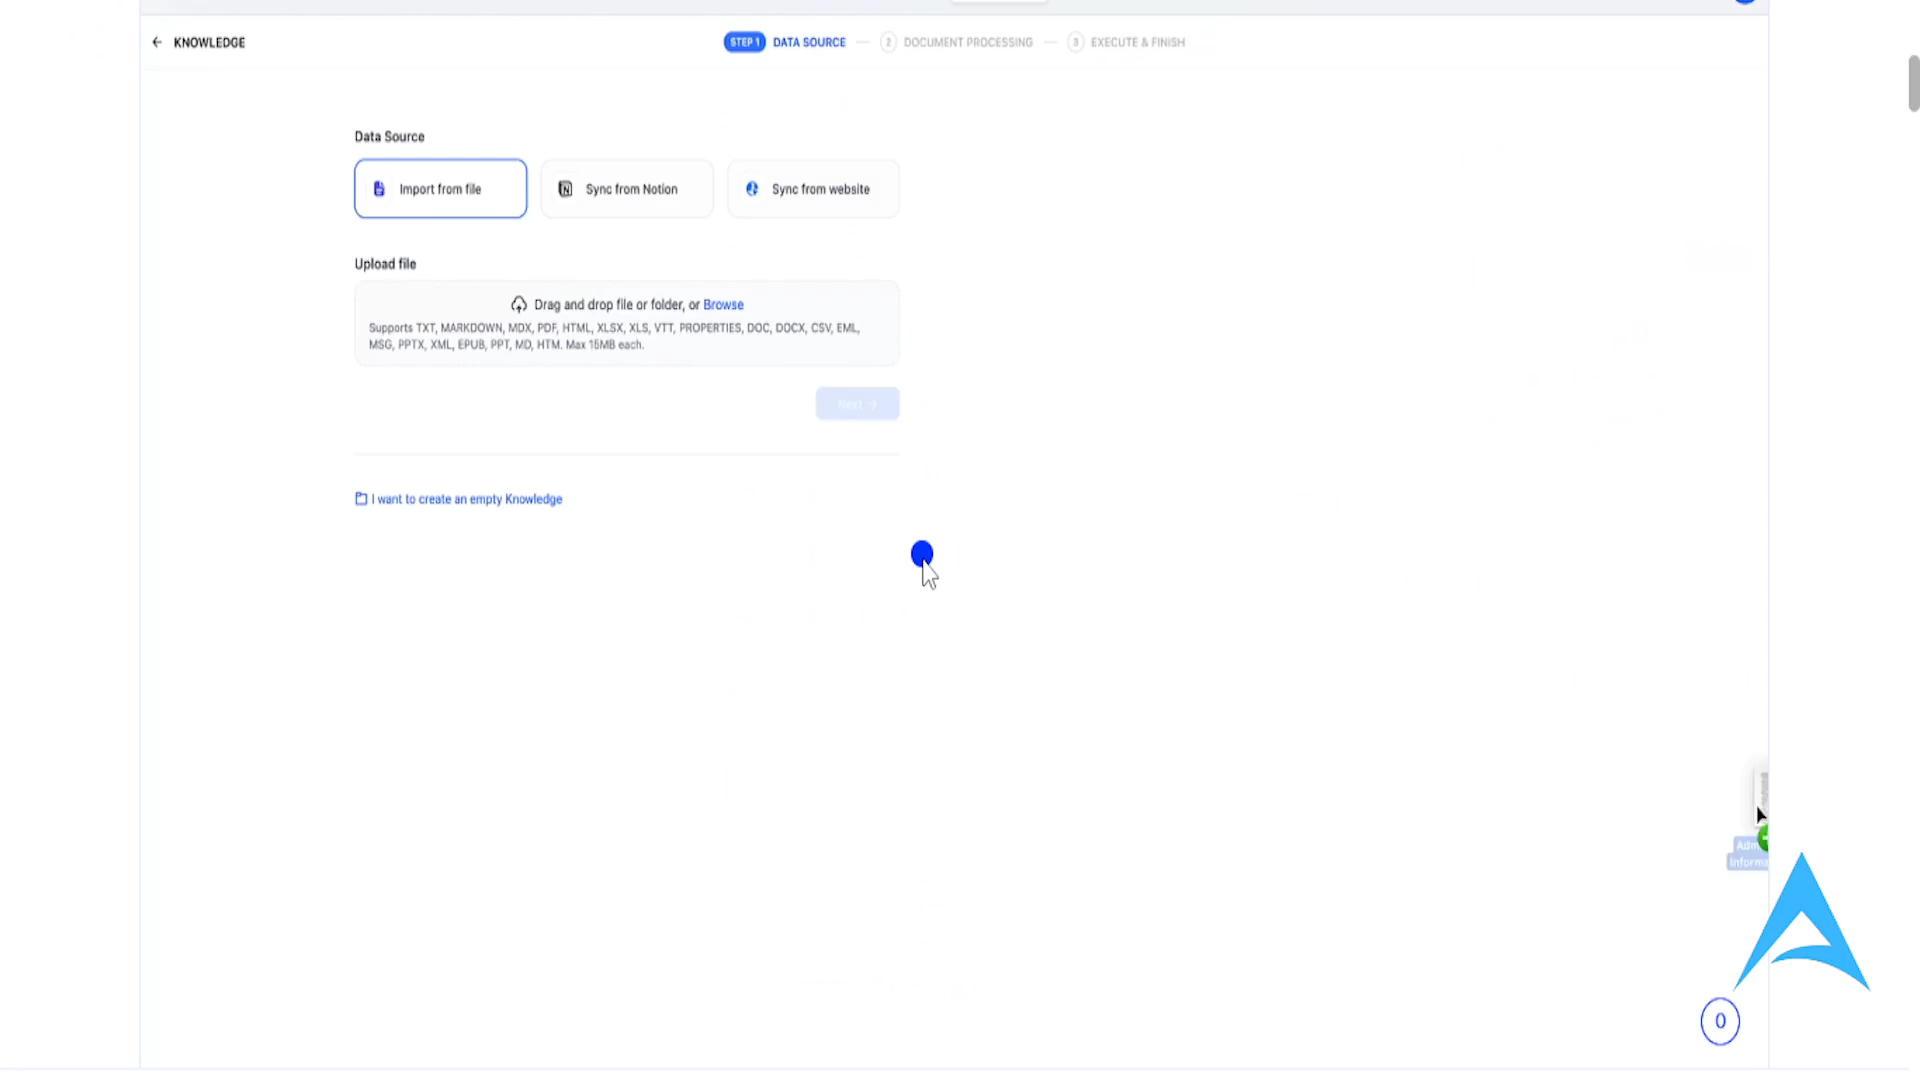 KNOWLEDGE
STEP 1 DATA SOURCE 2 DOCUMENT PROCESSING 3 EXECUTE & FINISH
Data Source
Import from file
Sync from Notion
Sync from website
Upload file
Drag and drop file or folder, or Browse
Supports TXT, MARKDOWN, MDX, PDF, HTML, XLSX, XLS, VTT, PROPERTIES, DOC, DOCX, CSV, EML,
MSG, PPTX, XML, EPUB, PPT, MD, HTM. Max 15MB each.
Next →
I want to create an empty Knowledge
0